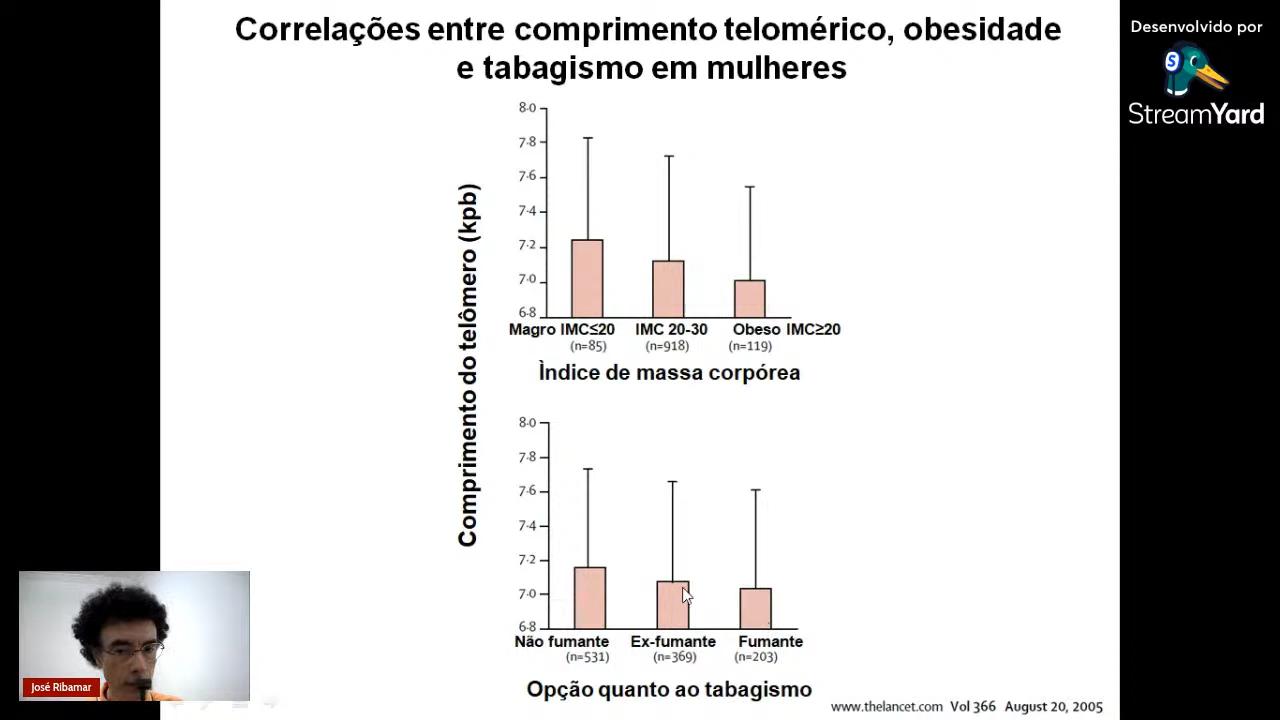 Correlações entre comprimento telomérico, obesidade
e tabagismo em mulheres
Desenvolvido por
StreamYard
S
Comprimento do telômero (kpb)
8·0
7·8
7·6
7·4
7·2
7·0
6·8
Magro IMC≤20 IMC 20-30 Obeso IMC≥20
(n=85) (n=918) (n=119)
Ìndice de massa corpórea
8·0
7·8
7·6
7·4
7·2
7·0
6·8
Não fumante Ex-fumante Fumante
(n=531) (n=369) (n=203)
Opção quanto ao tabagismo
José Ribamar
www.thelancet.com Vol 366 August 20, 2005